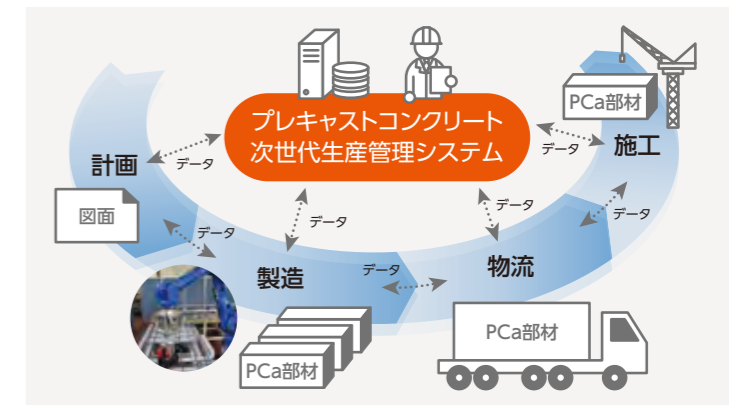 プレキャストコンクリート
次世代生産管理システム
PCa部材
施工
データ
データ
計画
図面
データ
データ
データ
データ
データ
製造
物流
PCa部材
PCa部材